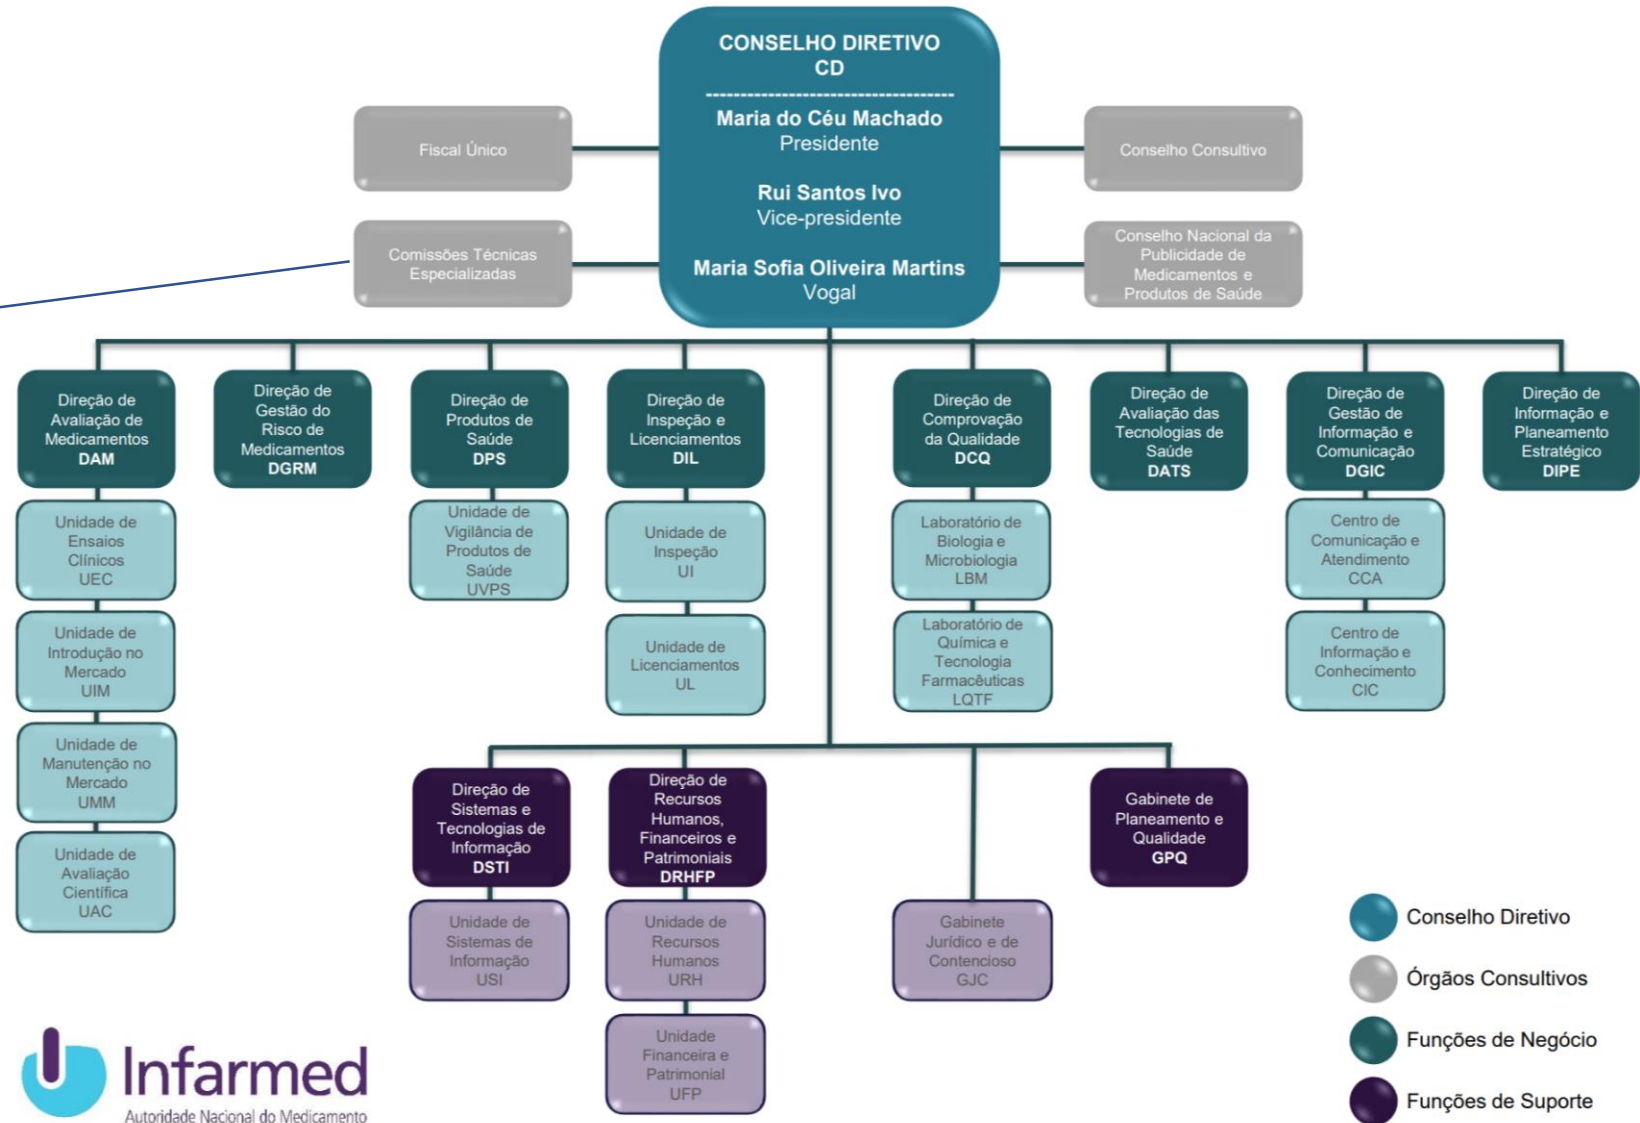 CONSELHO DIRETIVO
CD
------------------------------------
Maria do Céu Machado
Presidente
Rui Santos Ivo
Vice-presidente
Maria Sofia Oliveira Martins
Vogal
Fiscal Único
Conselho Consultivo
Comissões Técnicas
Especializadas
Conselho Nacional da
Publicidade de
Medicamentos e
Produtos de Saúde
Direção de
Avaliação de
Medicamentos
DAM
Direção de
Gestão do
Risco de
Medicamentos
DGRM
Direção de
Produtos de
Saúde
DPS
Direção de
Inspeção e
Licenciamentos
DIL
Direção de
Comprovação
da Qualidade
DCQ
Direção de
Avaliação das
Tecnologias de
Saúde
DATS
Direção de
Gestão de
Informação e
Comunicação
DGIC
Direção de
Informação e
Planeamento
Estratégico
DIPE
Unidade de
Ensaios
Clínicos
UEC
Unidade de
Introdução no
Mercado
UIM
Unidade de
Manutenção no
Mercado
UMM
Unidade de
Avaliação
Científica
UAC
Unidade de
Vigilância de
Produtos de
Saúde
UVPS
Unidade de
Inspeção
UI
Unidade de
Licenciamentos
UL
Laboratório de
Biologia e
Microbiologia
LBM
Laboratório de
Química e
Tecnologia
Farmacêuticas
LQTF
Centro de
Comunicação e
Atendimento
CCA
Centro de
Informação e
Conhecimento
CIC
Direção de
Sistemas e
Tecnologias de
Informação
DSTI
Direção de
Recursos
Humanos,
Financeiros e
Patrimoniais
DRHFP
Gabinete de
Planeamento e
Qualidade
GPQ
Unidade de
Sistemas de
Informação
USI
Unidade de
Recursos
Humanos
URH
Unidade
Financeira e
Patrimonial
UFP
Gabinete
Jurídico e de
Contencioso
GJC
Conselho Diretivo
Órgãos Consultivos
Funções de Negócio
Funções de Suporte
Infarmed
Autoridade Nacional do Medicamento